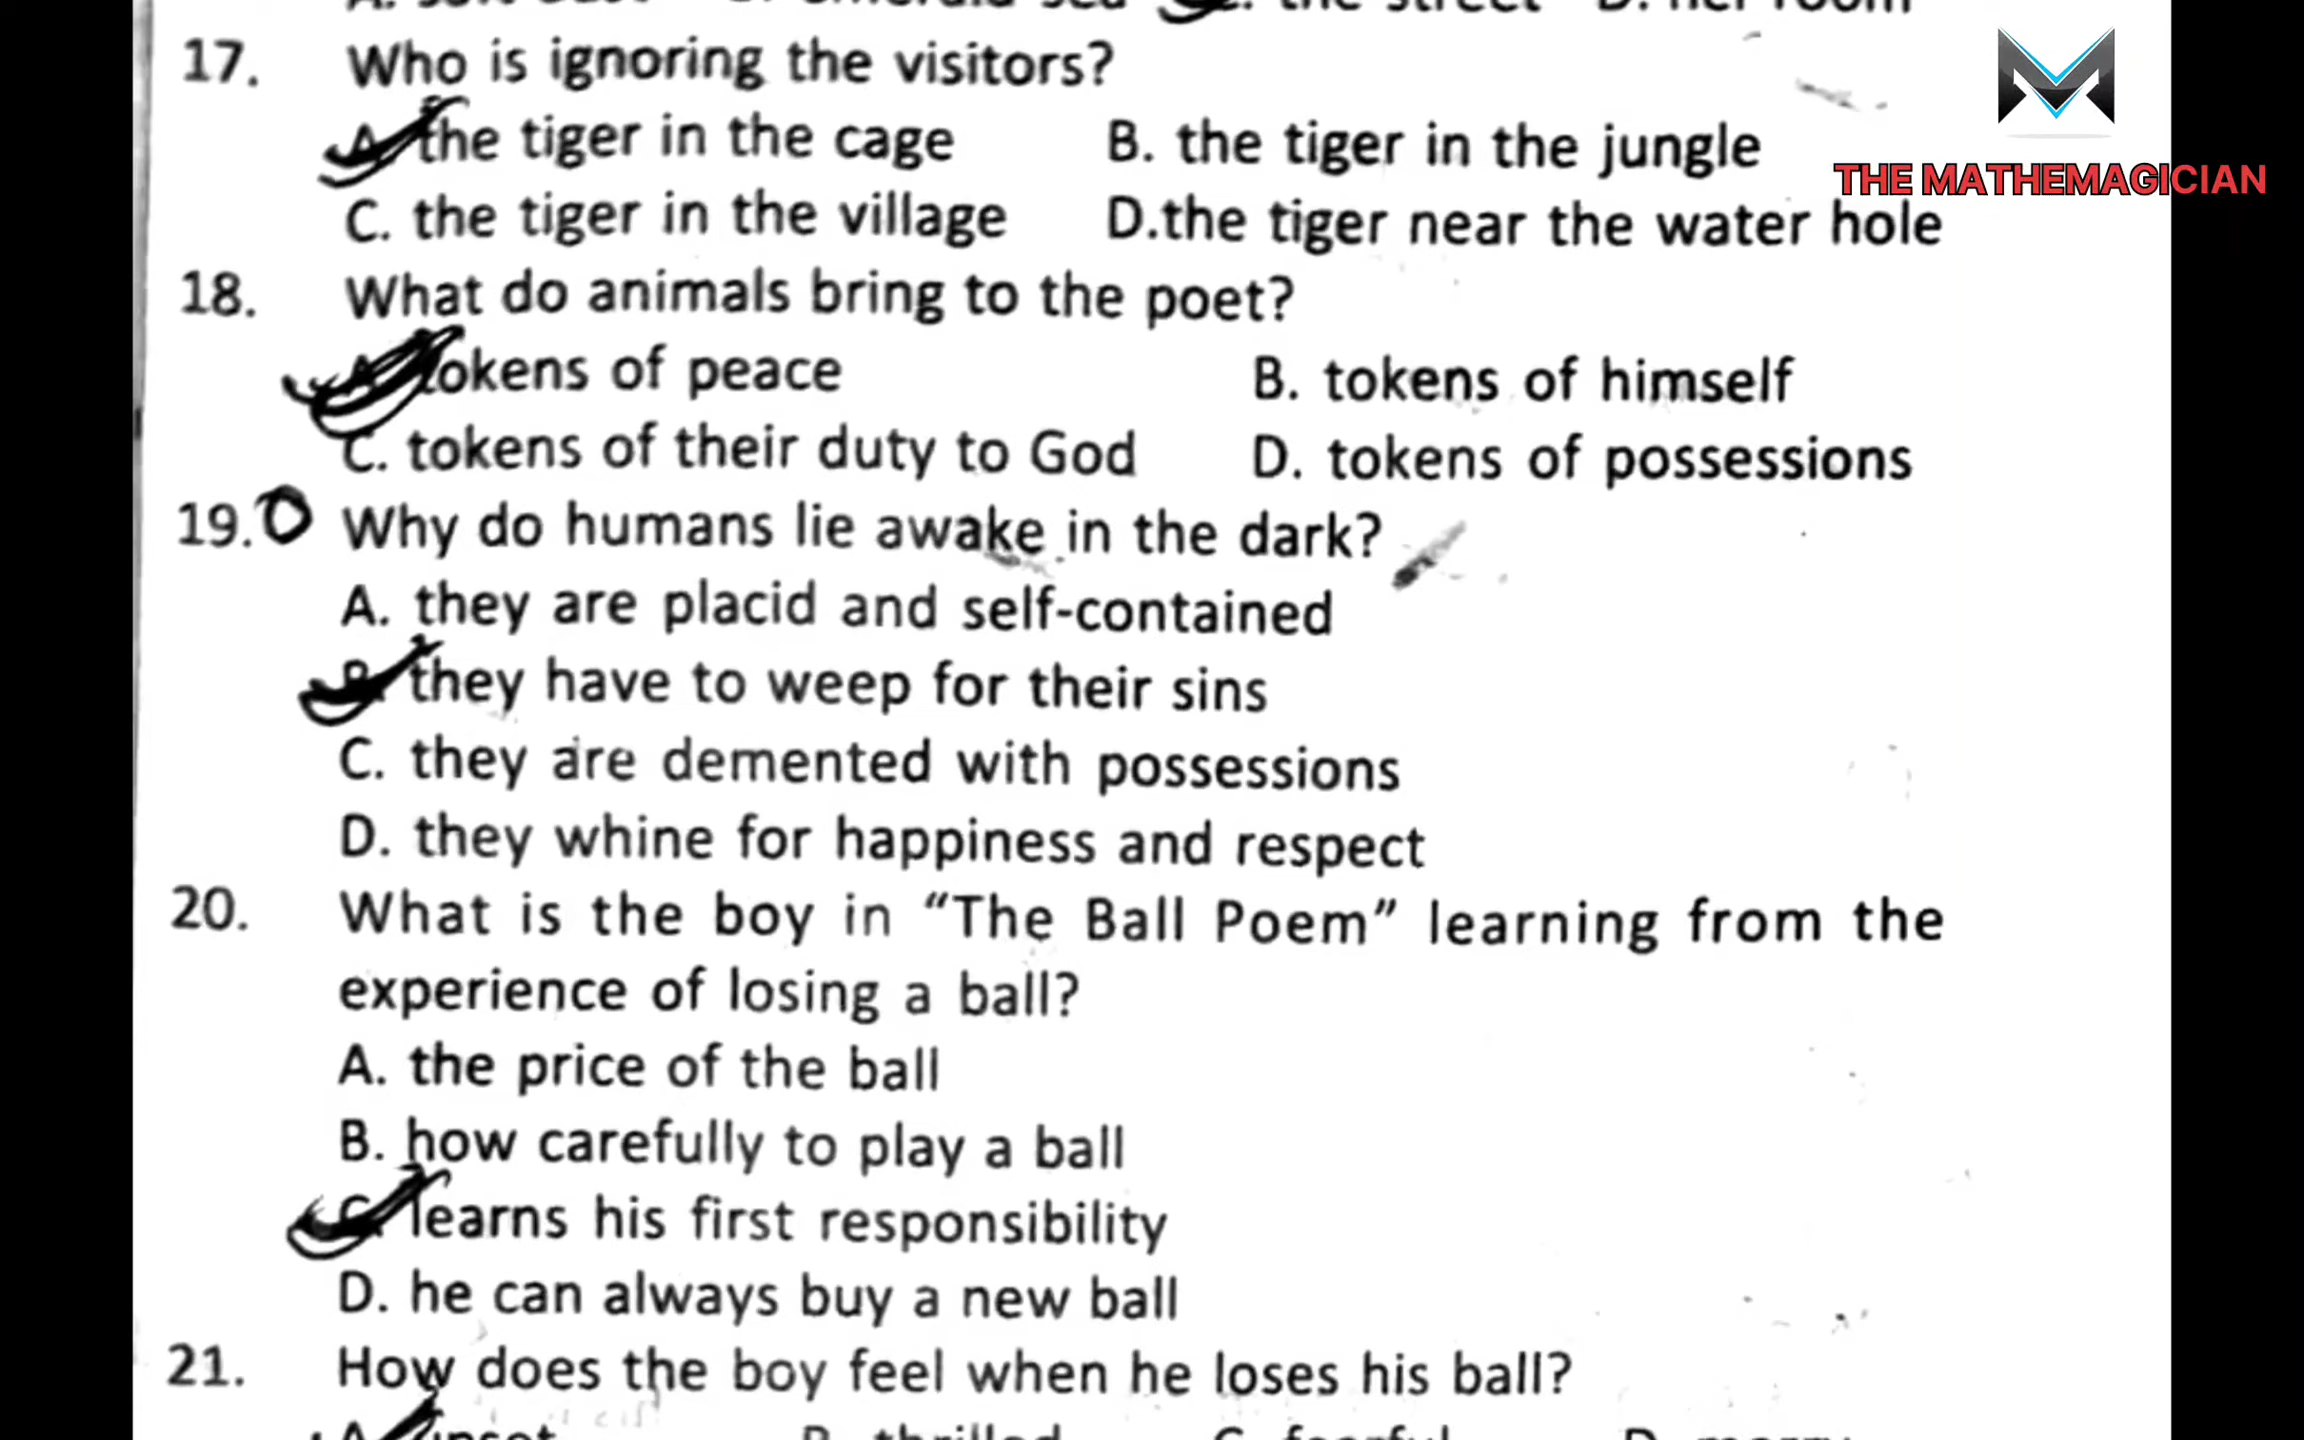 17. Who is ignoring the visitors?
A. the tiger in the cage B. the tiger in the jungle
THE MATHEMAGICIAN
C. the tiger in the village D.the tiger near the water hole
18. What do animals bring to the poet?
A. tokens of peace B. tokens of himself
C. tokens of their duty to God D. tokens of possessions
19. Why do humans lie awake in the dark?
A. they are placid and self-contained
B. they have to weep for their sins
C. they are demented with possessions
D. they whine for happiness and respect
20. What is the boy in “The Ball Poem” learning from the
experience of losing a ball?
A. the price of the ball
B. how carefully to play a ball
C. learns his first responsibility
D. he can always buy a new ball
21. How does the boy feel when he loses his ball?